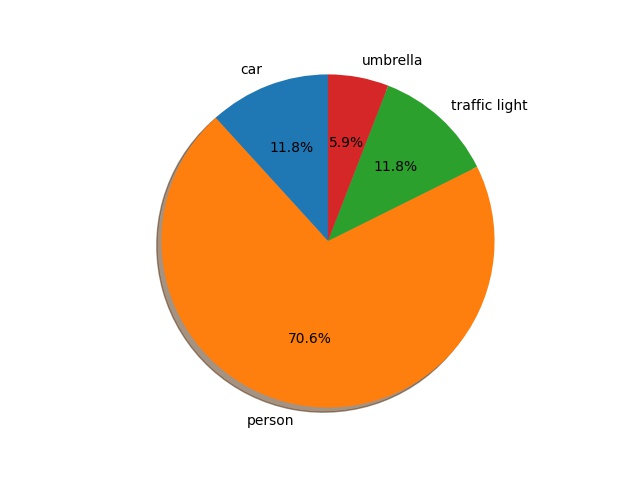 umbrella
car
traffic light
5.9%
11.8%
11.8%
70.6%
person